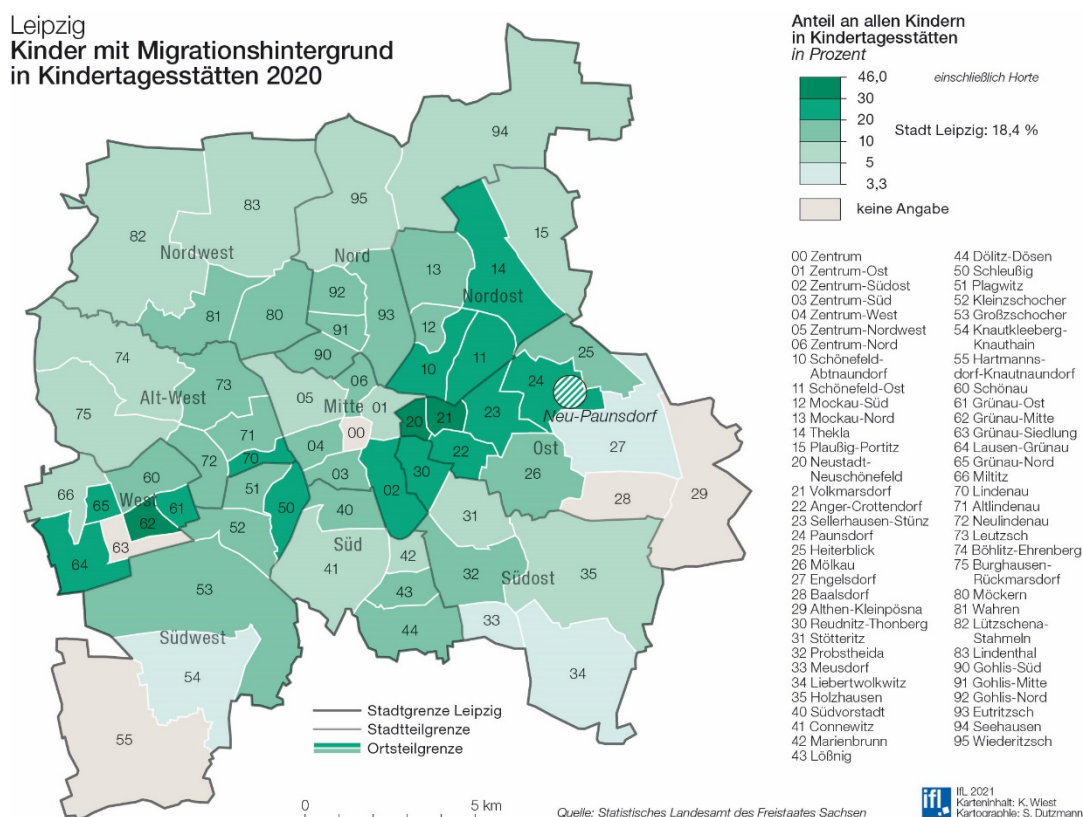 Leipzig
Kinder mit Migrationshintergrund
in Kindertagesstätten 2020
Anteil an allen Kindern
in Kindertagesstätten
in Prozent
46,0
einschließlich Horte
30
20
Stadt Leipzig: 18,4 %
10
5
3,3
keine Angabe
94
95
83
82
Nordwest
Nord
15
13
14
Nordost
92
93
80
81
91
12
90
11
10
25
74
73
06
24
05
Mitte
01
Alt-West
20
21
23
Neu-Paunsdorf
75
00
71
04
Ost
27
70
22
72
30
26
60
03
02
51
50
28
29
66
West
65
61
40
31
62
52
63
Süd
42
64
41
32
Südost
35
43
53
44
33
Südwest
54
34
55
Stadtgrenze Leipzig
Stadtteilgrenze
Ortsteilgrenze
0 5 km
Quelle: Statistisches Landesamt des Freistaates Sachsen
00 Zentrum
01 Zentrum-Ost
02 Zentrum-Südost
03 Zentrum-Süd
04 Zentrum-West
05 Zentrum-Nordwest
06 Zentrum-Nord
10 Schönefeld-
Abtnaundorf
11 Schönefeld-Ost
12 Mockau-Süd
13 Mockau-Nord
14 Thekla
15 Plaußig-Portitz
20 Neustadt-
Neuschönefeld
21 Volkmarsdorf
22 Anger-Crottendorf
23 Sellerhausen-Stünz
24 Paunsdorf
25 Heiterblick
26 Mölkau
27 Engelsdorf
28 Baalsdorf
29 Althen-Kleinpösna
30 Reudnitz-Thonberg
31 Stötteritz
32 Probstheida
33 Meusdorf
34 Liebertwolkwitz
35 Holzhausen
40 Südvorstadt
41 Connewitz
42 Marienbrunn
43 Lößnig
44 Dölitz-Dösen
50 Schleußig
51 Plagwitz
52 Kleinzschocher
53 Großzschocher
54 Knautkleeberg-
Knauthain
55 Hartmanns-
dorf-Knautnaundorf
60 Schönau
61 Grünau-Ost
62 Grünau-Mitte
63 Grünau-Siedlung
64 Lausen-Grünau
65 Grünau-Nord
66 Miltitz
70 Lindenau
71 Altlindenau
72 Neulindenau
73 Leutzsch
74 Böhlitz-Ehrenberg
75 Burghausen-
Rückmarsdorf
80 Möckern
81 Wahren
82 Lützschena-
Stahmeln
83 Lindenthal
90 Gohlis-Süd
91 Gohlis-Mitte
92 Gohlis-Nord
93 Eutritzsch
94 Seehausen
95 Wiederitzsch
ifl
IfL 2021
Karteninhalt: K. Wiest
Kartographie: S. Dutzmann